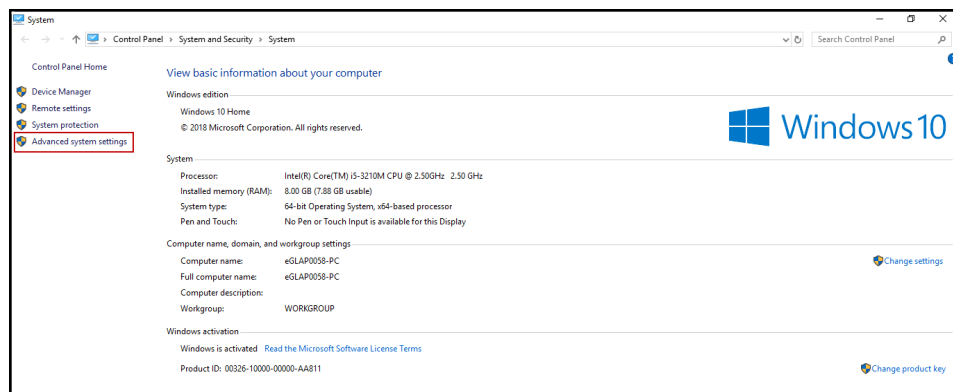 System
Control Panel > System and Security > System
Search Control Panel
Control Panel Home
Device Manager
Remote settings
System protection
Advanced system settings
View basic information about your computer
Windows edition
Windows 10 Home
© 2018 Microsoft Corporation. All rights reserved.
Windows 10
System
Processor: Intel(R) Core(TM) i5-3210M CPU @ 2.50GHz 2.50 GHz
Installed memory (RAM): 8.00 GB (7.88 GB usable)
System type: 64-bit Operating System, x64-based processor
Pen and Touch: No Pen or Touch Input is available for this Display
Computer name, domain, and workgroup settings
Computer name: eGLAP0058-PC
Change settings
Full computer name: eGLAP0058-PC
Computer description:
Workgroup: WORKGROUP
Windows activation
Windows is activated Read the Microsoft Software License Terms
Product ID: 00326-10000-00000-AA811
Change product key